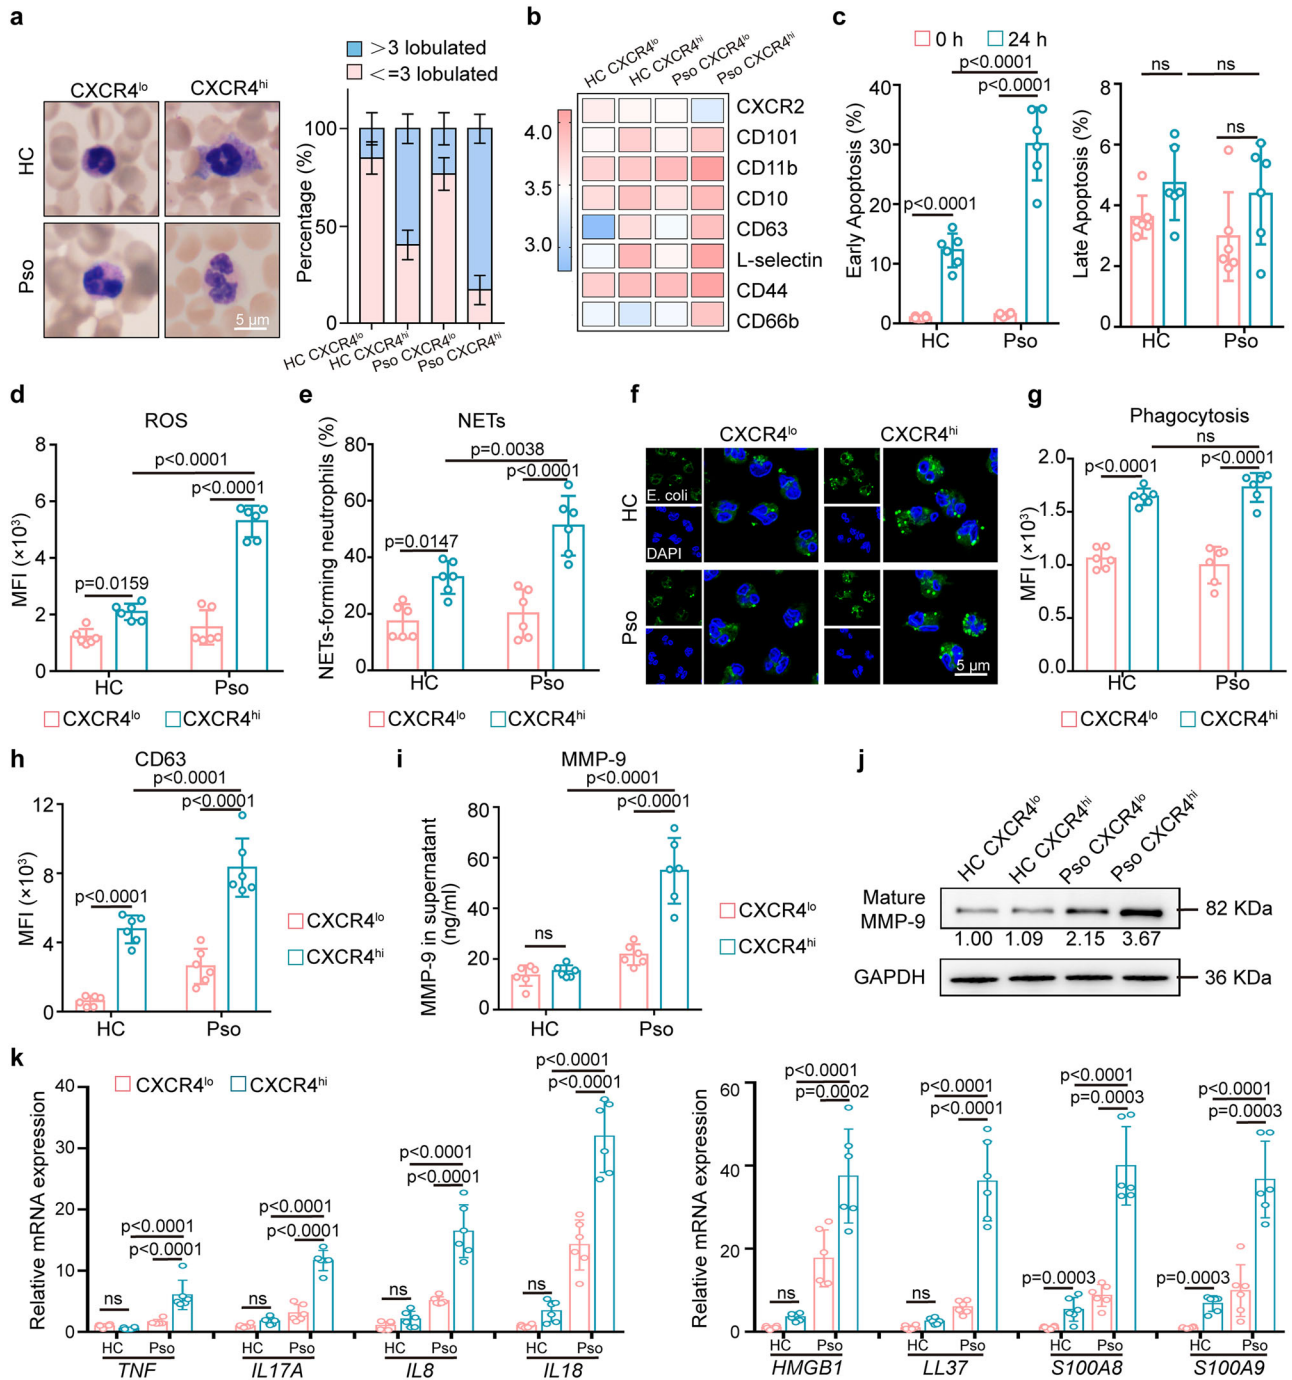 a
CXCR4lo
CXCR4hi
HC
Pso
5 μm
>3 lobulated
<=3 lobulated
Percentage (%)
100
50
0
HC CXCR4lo
HC CXCR4hi
Pso CXCR4lo
Pso CXCR4hi
b
HC CXCR4lo
HC CXCR4hi
Pso CXCR4lo
Pso CXCR4hi
4.0
3.5
3.0
CXCR2
CD101
CD11b
CD10
CD63
L-selectin
CD44
CD66b
c
0 h
24 h
p<0.0001
p<0.0001
p<0.0001
Early Apoptosis (%)
40
30
20
10
0
HC
Pso
ns
ns
ns
Late Apoptosis (%)
8
6
4
2
0
HC
Pso
d
ROS
p<0.0001
p<0.0001
p=0.0159
MFI (×10³)
8
6
4
2
0
HC
Pso
CXCR4lo
CXCR4hi
e
NETs
p=0.0038
p<0.0001
p=0.0147
NETs-forming neutrophils (%)
80
60
40
20
0
HC
Pso
CXCR4lo
CXCR4hi
f
CXCR4lo
CXCR4hi
HC
E. coli
DAPI
Pso
5 μm
g
Phagocytosis
ns
p<0.0001
p<0.0001
MFI (×10³)
2.0
1.5
1.0
0.5
0.0
HC
Pso
CXCR4lo
CXCR4hi
h
CD63
p<0.0001
p<0.0001
p<0.0001
MFI (×10³)
12
8
4
0
HC
Pso
CXCR4lo
CXCR4hi
i
MMP-9
p<0.0001
p<0.0001
ns
MMP-9 in supernatant
(ng/ml)
80
60
40
20
0
HC
Pso
CXCR4lo
CXCR4hi
j
HC CXCR4lo
HC CXCR4hi
Pso CXCR4lo
Pso CXCR4hi
Mature
MMP-9
82 KDa
1.00 1.09 2.15 3.67
GAPDH
36 KDa
k
CXCR4lo
CXCR4hi
Relative mRNA expression
40
30
20
10
0
ns
p<0.0001
p<0.0001
ns
p<0.0001
p<0.0001
ns
p<0.0001
p<0.0001
ns
p<0.0001
p<0.0001
HC Pso HC Pso HC Pso HC Pso
TNF IL17A IL8 IL18
Relative mRNA expression
60
40
20
0
ns
p<0.0001
p=0.0002
ns
p<0.0001
p<0.0001
p=0.0003
p<0.0001
p=0.0003
p=0.0003
p<0.0001
p=0.0003
HC Pso HC Pso HC Pso HC Pso
HMGB1 LL37 S100A8 S100A9